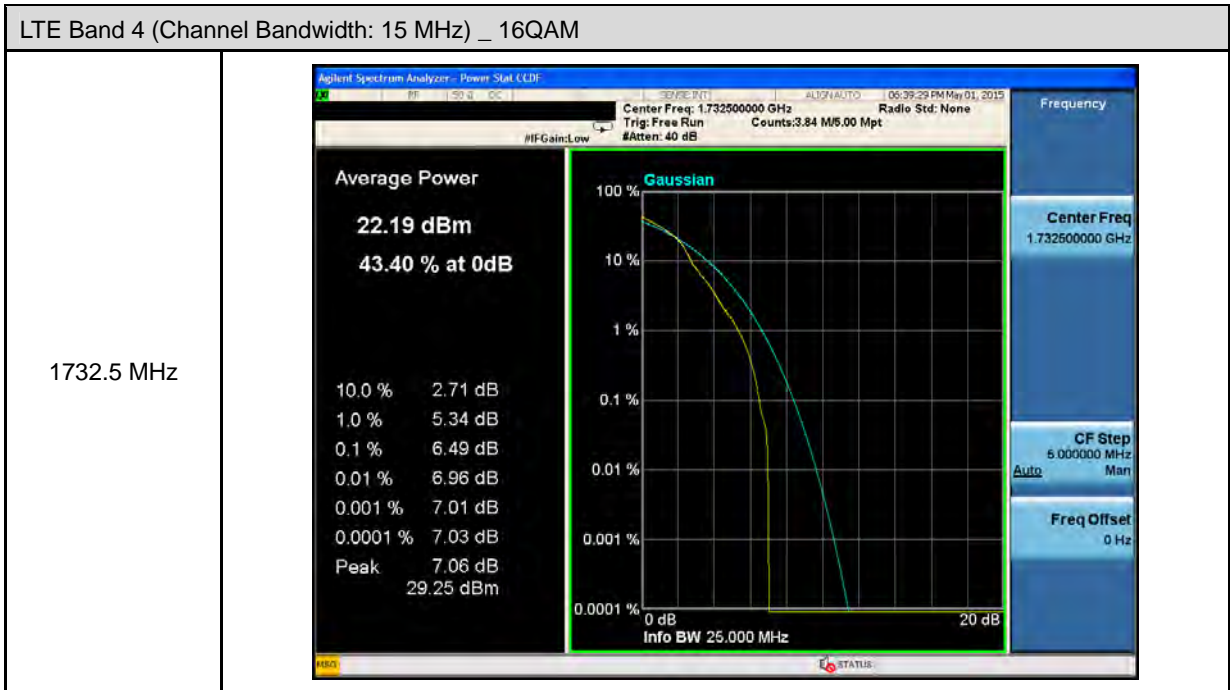 LTE Band 4 (Channel Bandwidth: 15 MHz) _ 16QAM
1732.5 MHz
Agilent Spectrum Analyzer - Power Stat CCDF
RF 50 Ω DC SENSE:INT ALIGN AUTO 06:39:29 PM May 01, 2015
Center Freq: 1.732500000 GHz Radio Std: None
Trig: Free Run Counts:3.84 M/5.00 Mpt
#IFGain:Low #Atten: 40 dB
Average Power
22.19 dBm
43.40 % at 0dB
10.0 % 2.71 dB
1.0 % 5.34 dB
0.1 % 6.49 dB
0.01 % 6.96 dB
0.001 % 7.01 dB
0.0001 % 7.03 dB
Peak 7.06 dB
29.25 dBm
Gaussian
100 %
10 %
1 %
0.1 %
0.01 %
0.001 %
0.0001 %
0 dB 20 dB
Info BW 25.000 MHz
Frequency
Center Freq
1.732500000 GHz
CF Step
5.000000 MHz
Auto Man
Freq Offset
0 Hz
MSG STATUS